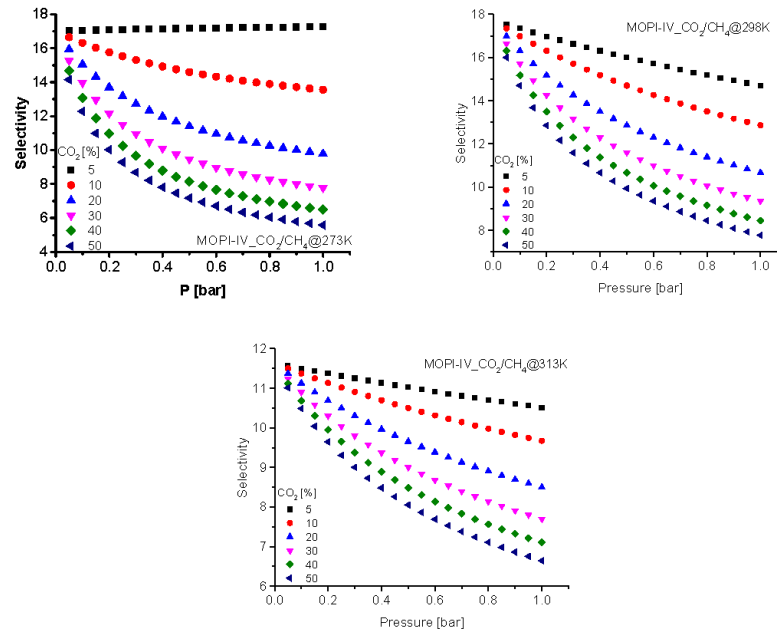 18
16
14
12
10
8
6
4
Selectivity
CO2 [%]
5
10
20
30
40
50
MOPI-IV_CO2/CH4@273K
0.0 0.2 0.4 0.6 0.8 1.0
P [bar]
MOPI-IV_CO2/CH4@298K
18
17
16
15
14
13
12
11
10
9
8
Selectivity
CO2 [%]
5
10
20
30
40
50
0.0 0.2 0.4 0.6 0.8 1.0
Pressure [bar]
MOPI-IV_CO2/CH4@313K
12
11
10
9
8
7
6
Selectivity
CO2 [%]
5
10
20
30
40
50
0.0 0.2 0.4 0.6 0.8 1.0
Pressure [bar]